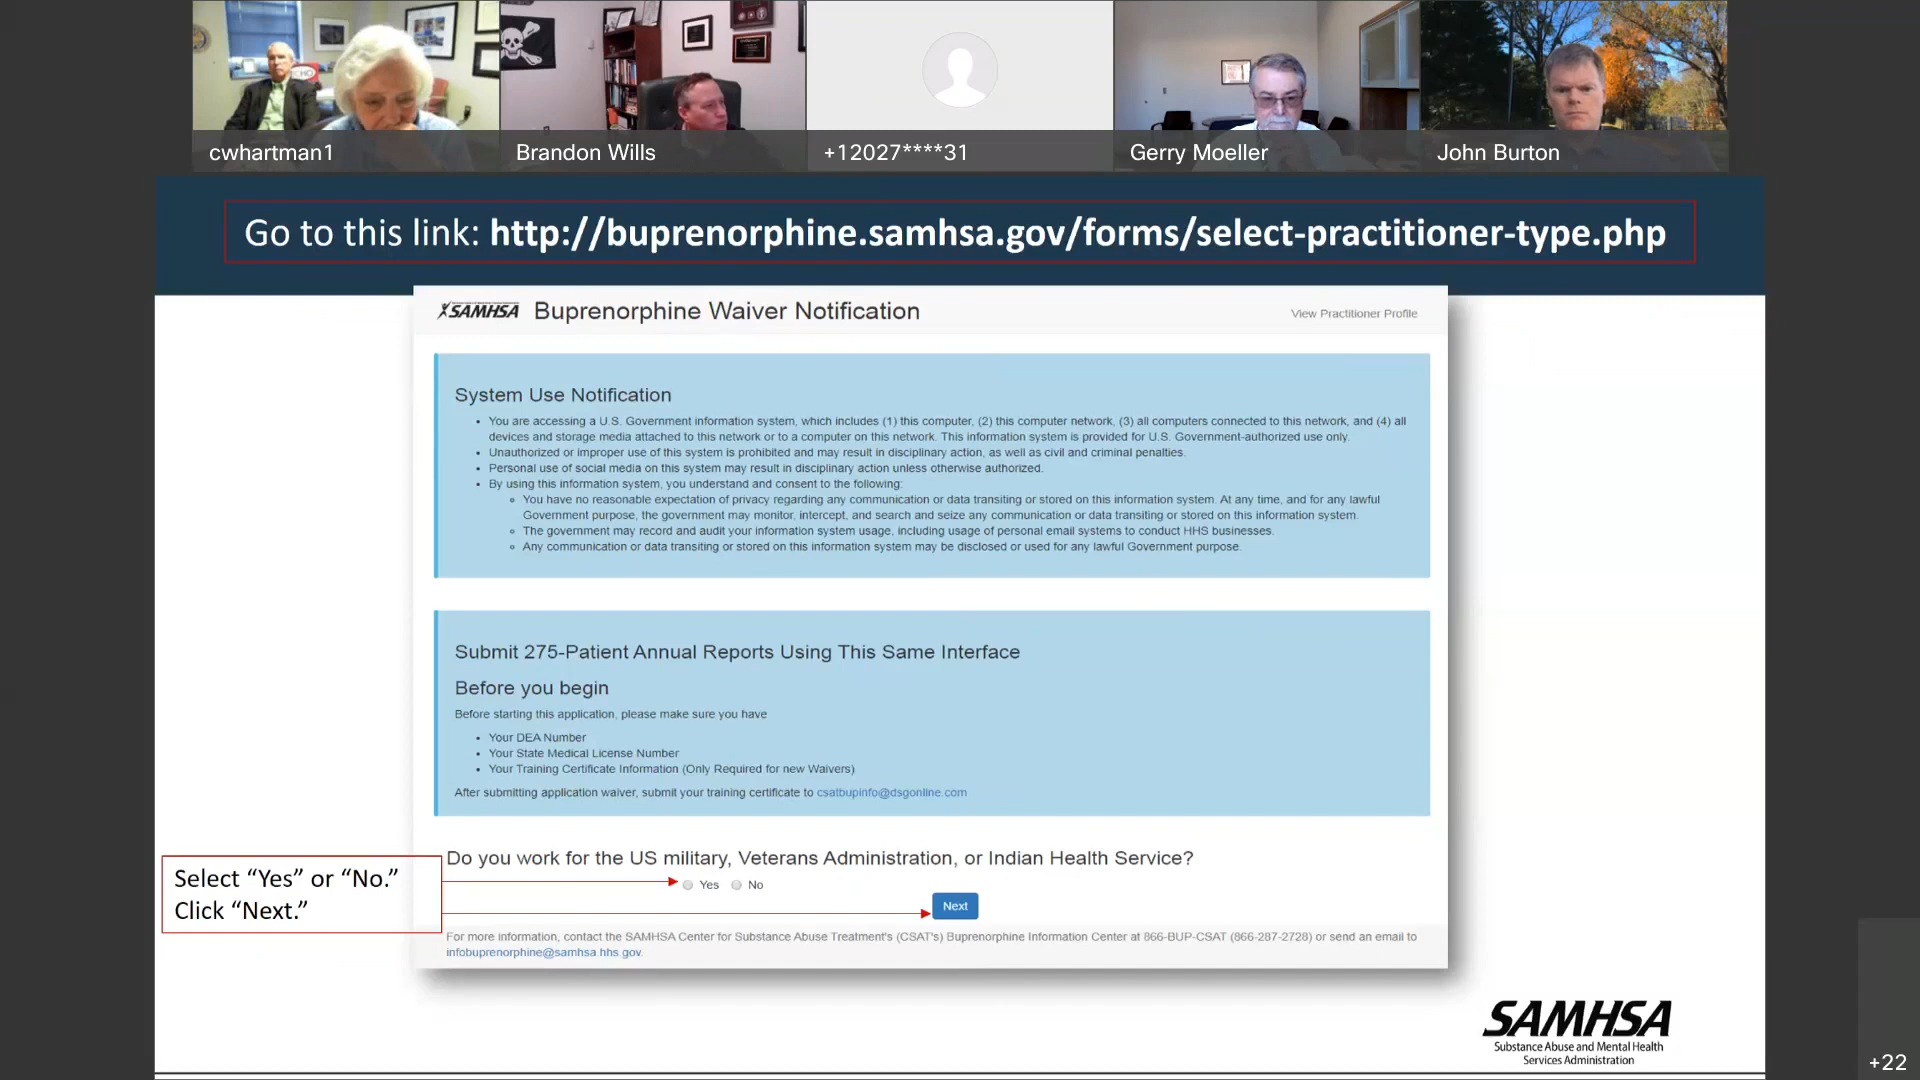 cwhartman1
Brandon Wills
+12027****31
Gerry Moeller
John Burton
Go to this link: http://buprenorphine.samhsa.gov/forms/select-practitioner-type.php
SAMHSA Buprenorphine Waiver Notification
View Practitioner Profile
System Use Notification
• You are accessing a U.S. Government information system, which includes (1) this computer, (2) this computer network, (3) all computers connected to this network, and (4) all
devices and storage media attached to this network or to a computer on this network. This information system is provided for U.S. Government-authorized use only.
• Unauthorized or improper use of this system is prohibited and may result in disciplinary action, as well as civil and criminal penalties.
• Personal use of social media on this system may result in disciplinary action unless otherwise authorized.
• By using this information system, you understand and consent to the following:
◦ You have no reasonable expectation of privacy regarding any communication or data transiting or stored on this information system. At any time, and for any lawful
Government purpose, the government may monitor, intercept, and search and seize any communication or data transiting or stored on this information system.
◦ The government may record and audit your information system usage, including usage of personal email systems to conduct HHS businesses.
◦ Any communication or data transiting or stored on this information system may be disclosed or used for any lawful Government purpose.
Submit 275-Patient Annual Reports Using This Same Interface
Before you begin
Before starting this application, please make sure you have
• Your DEA Number
• Your State Medical License Number
• Your Training Certificate Information (Only Required for new Waivers)
After submitting application waiver, submit your training certificate to csatbupinfo@dsgonline.com
Do you work for the US military, Veterans Administration, or Indian Health Service?
Select “Yes” or “No.”
Click “Next.”
Yes No
Next
For more information, contact the SAMHSA Center for Substance Abuse Treatment's (CSAT's) Buprenorphine Information Center at 866-BUP-CSAT (866-287-2728) or send an email to
infobuprenorphine@samhsa.hhs.gov.
SAMHSA
Substance Abuse and Mental Health
Services Administration
+22